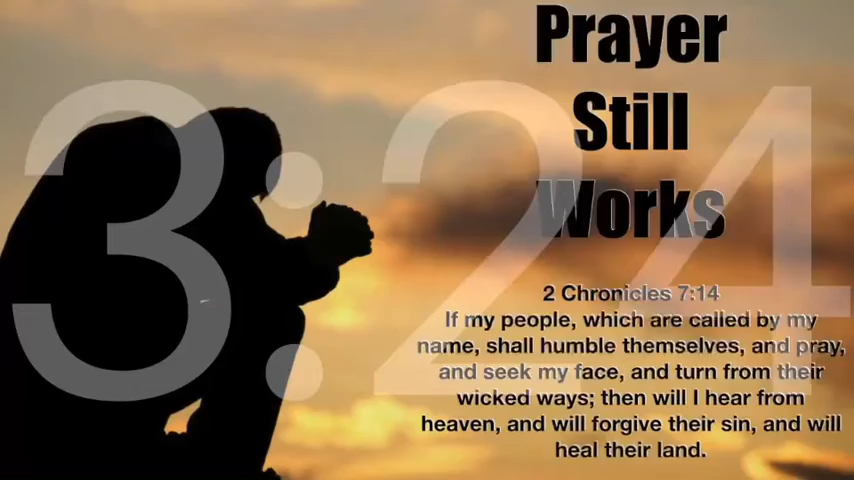 Prayer
Still
Works
3:24
2 Chronicles 7:14
If my people, which are called by my
name, shall humble themselves, and pray,
and seek my face, and turn from their
wicked ways; then will I hear from
heaven, and will forgive their sin, and will
heal their land.